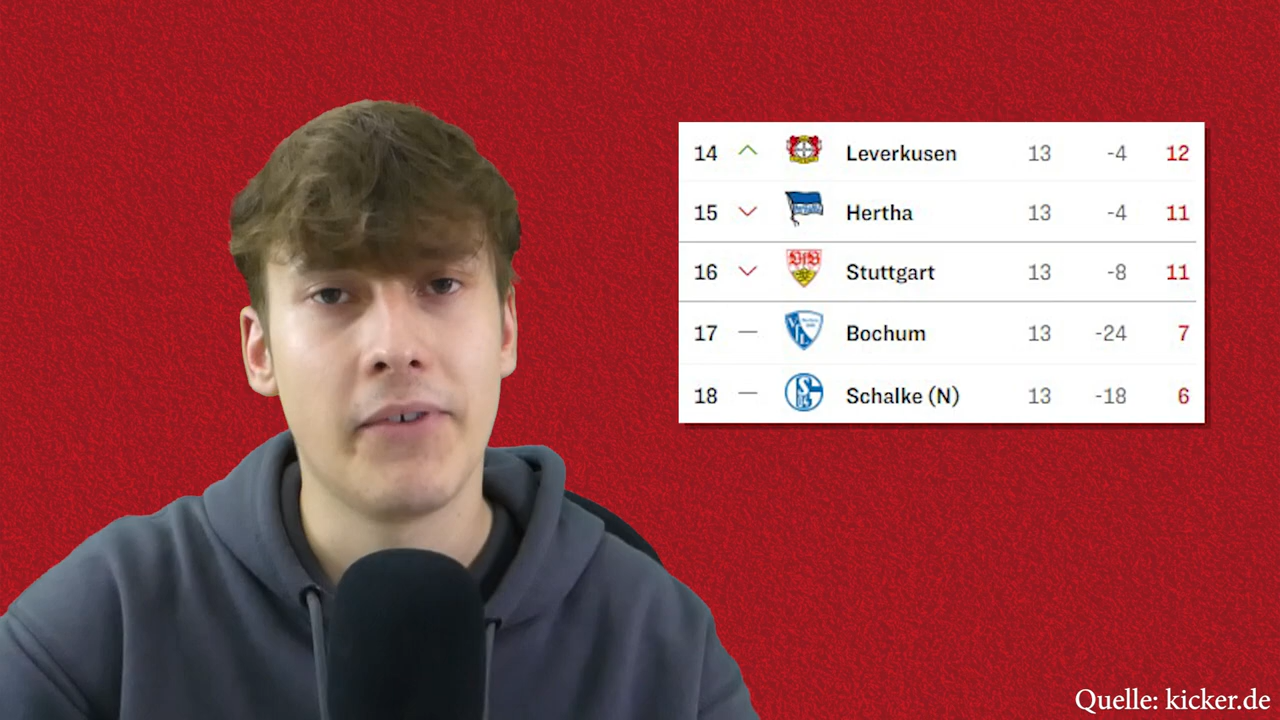 14 Leverkusen 13 -4 12
15 Hertha 13 -4 11
16 Stuttgart 13 -8 11
17 Bochum 13 -24 7
18 Schalke (N) 13 -18 6
Quelle: kicker.de